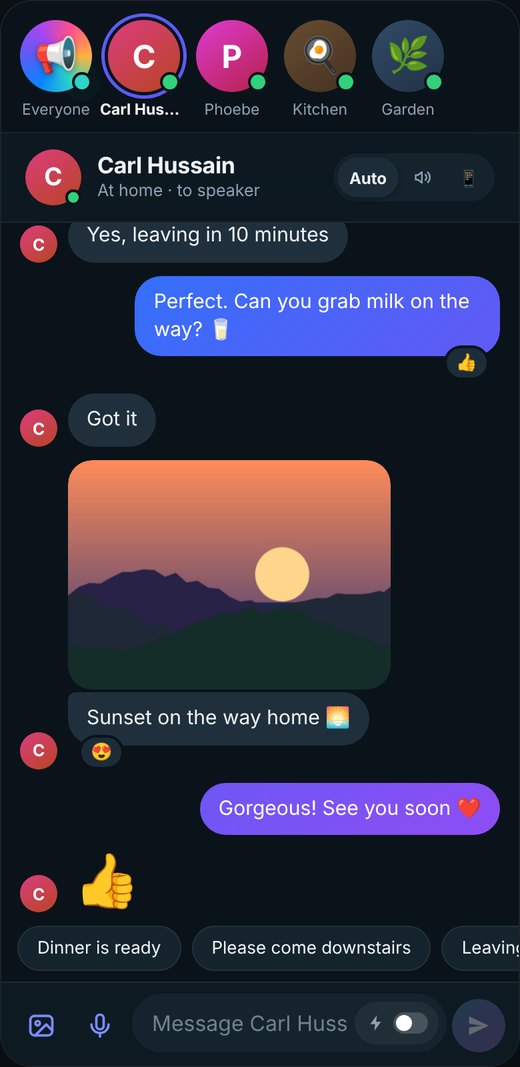 C
P
Everyone
Carl Hus...
Phoebe
Kitchen
Garden
C
Carl Hussain
At home · to speaker
Auto
C
Yes, leaving in 10 minutes
Perfect. Can you grab milk on the
way? 🥛
👍
C
Got it
Sunset on the way home 🌅
C
😍
Gorgeous! See you soon ❤️
C
👍
Dinner is ready
Please come downstairs
Leaving
Message Carl Huss